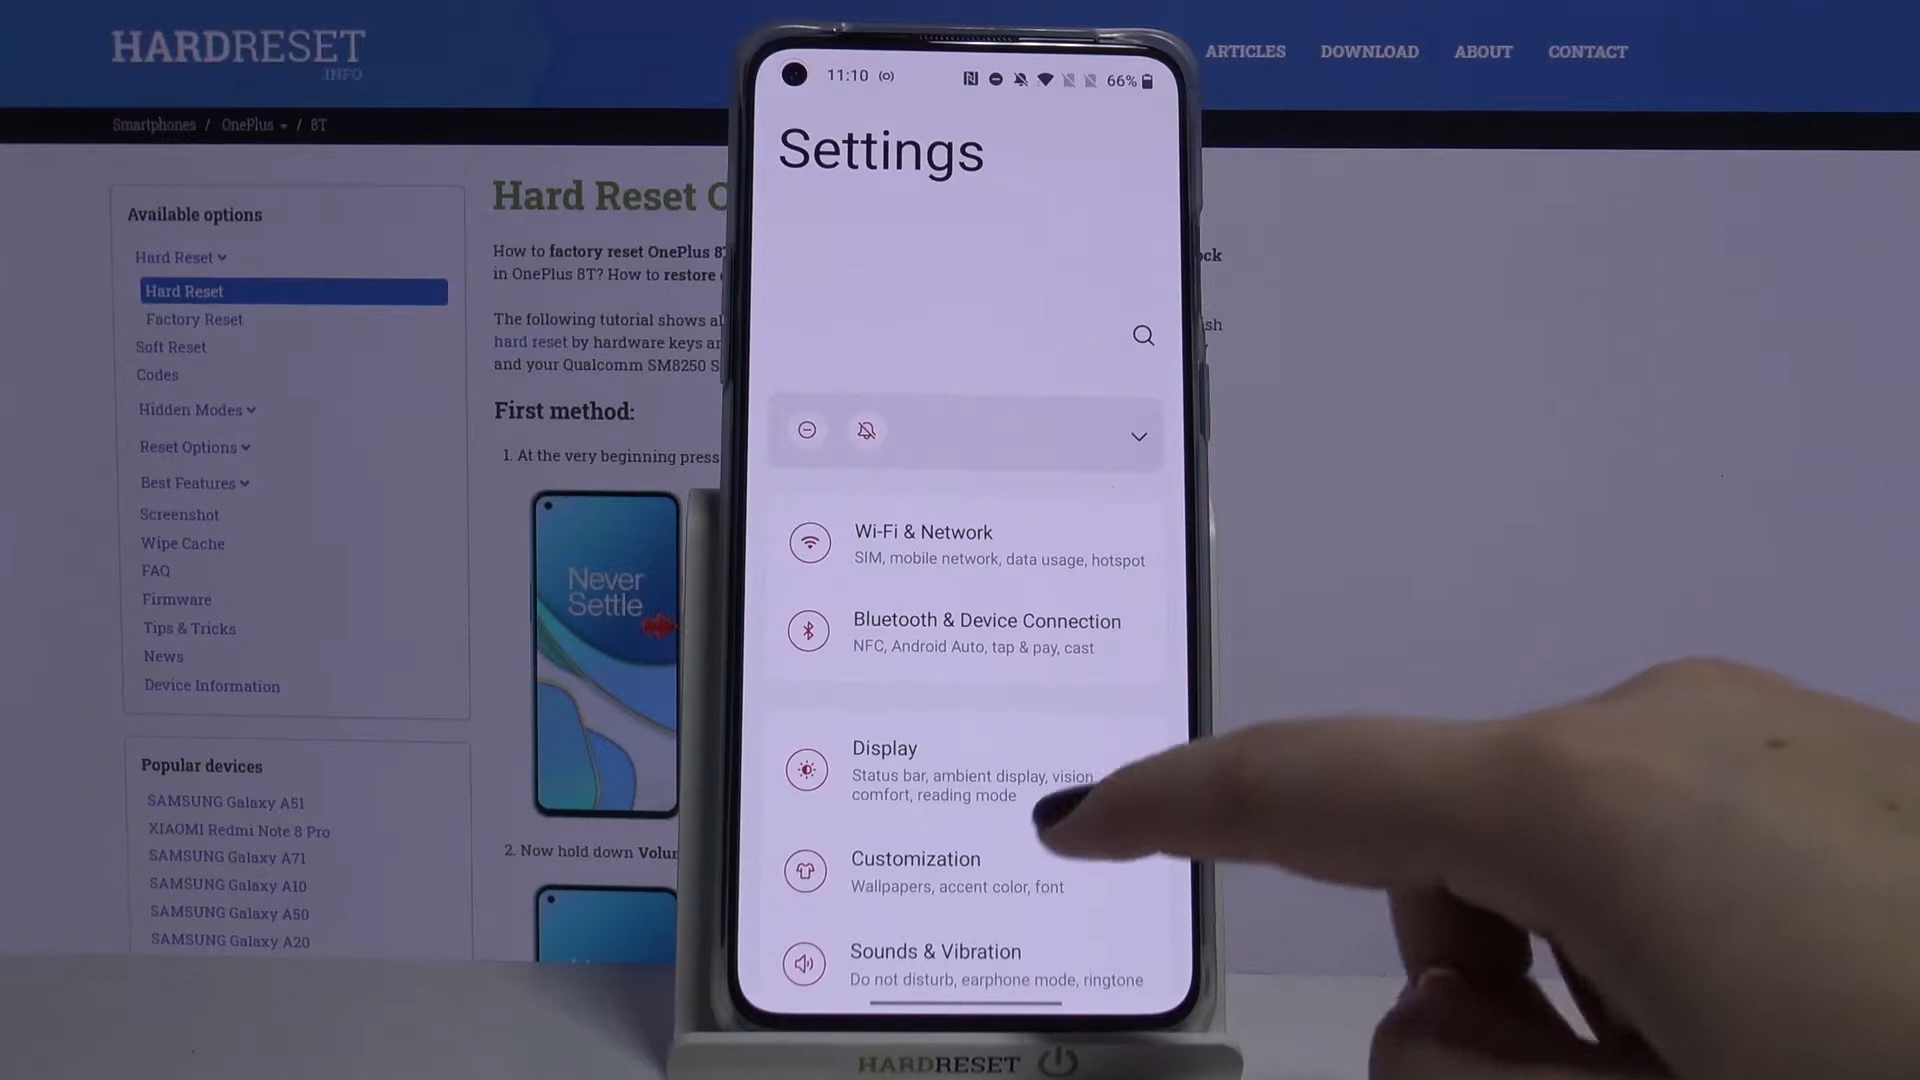 HARDRESET
.INFO
ARTICLES DOWNLOAD ABOUT CONTACT
Smartphones / OnePlus / 8T
Available options
Hard Reset
Hard Reset
Factory Reset
Soft Reset
Codes
Hidden Modes
Reset Options
Best Features
Screenshot
Wipe Cache
FAQ
Firmware
Tips & Tricks
News
Device Information
Popular devices
SAMSUNG Galaxy A51
XIAOMI Redmi Note 8 Pro
SAMSUNG Galaxy A71
SAMSUNG Galaxy A10
SAMSUNG Galaxy A50
SAMSUNG Galaxy A20
Hard Reset
How to factory reset OnePlus
in OnePlus 8T? How to restore
The following tutorial shows
hard reset by hardware keys
and your Qualcomm SM8250
First method:
1. At the very beginning press
Never
Settle
2. Now hold down
11:10 66%
Settings
Wi-Fi & Network
SIM, mobile network, data usage, hotspot
Bluetooth & Device Connection
NFC, Android Auto, tap & pay, cast
Display
Status bar, ambient display, vision
comfort, reading mode
Customization
Wallpapers, accent color, font
Sounds & Vibration
Do not disturb, earphone mode, ringtone
HARDRESET